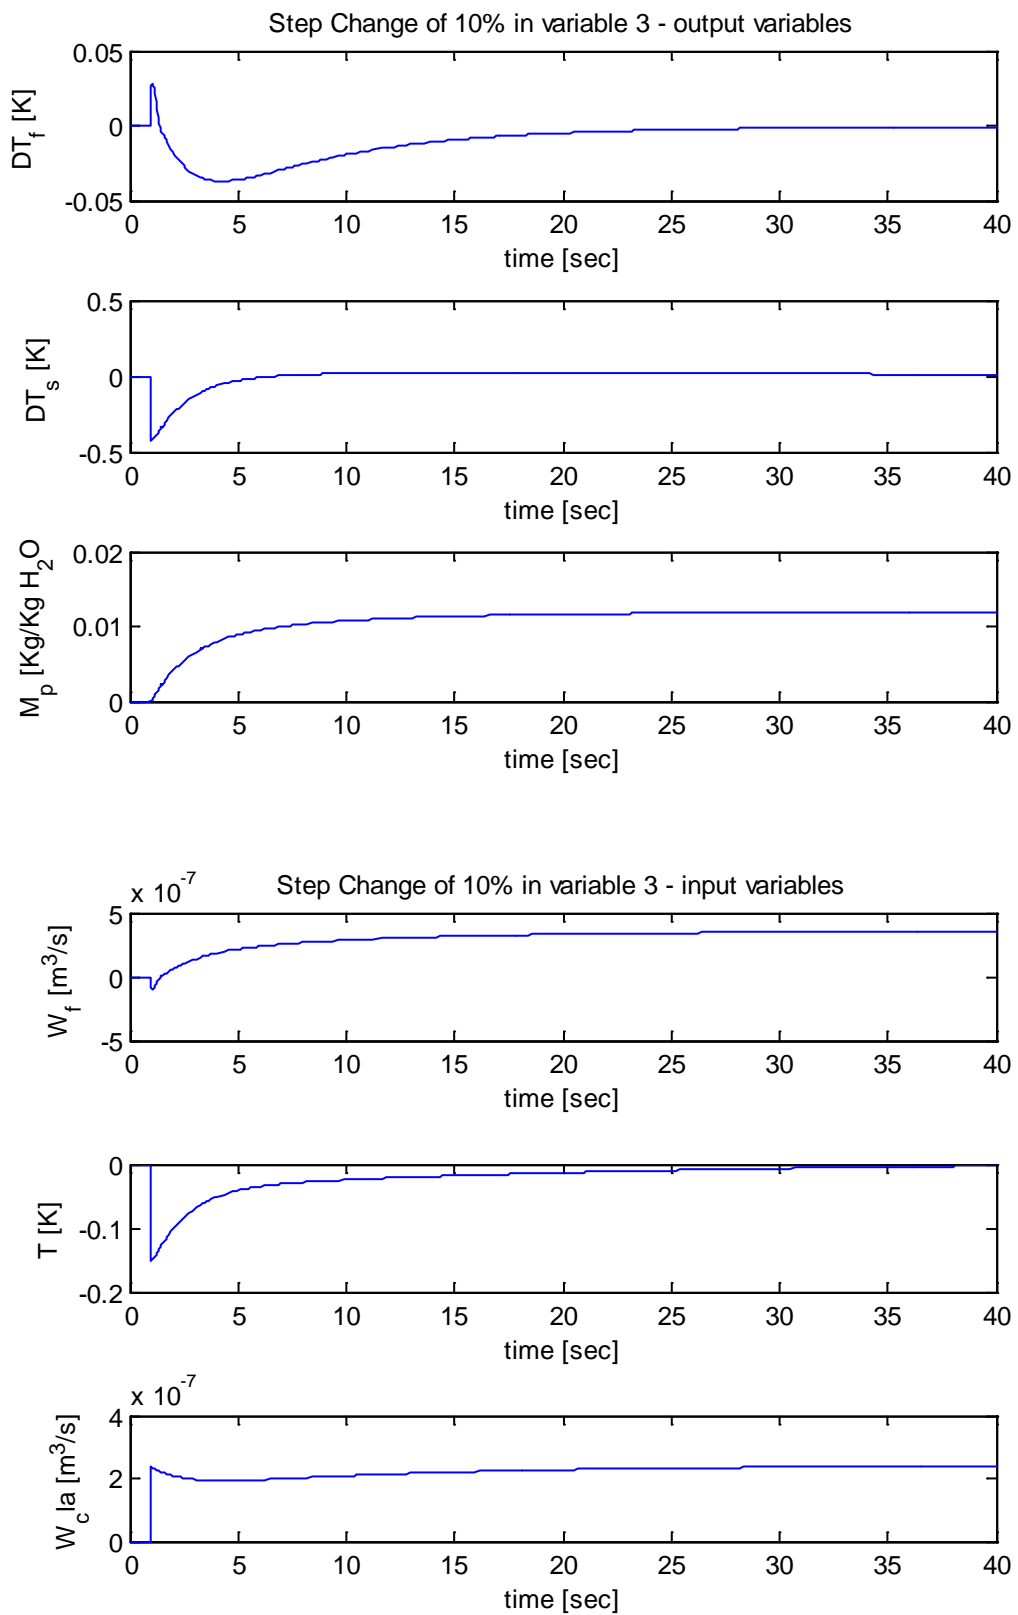 Step Change of 10% in variable 3 - output variables
DT_f [K]
0.05
0
-0.05
0 5 10 15 20 25 30 35 40
time [sec]
DT_s [K]
0.5
0
-0.5
0 5 10 15 20 25 30 35 40
time [sec]
M_p [Kg/Kg H_2O
0.02
0.01
0
0 5 10 15 20 25 30 35 40
time [sec]
x 10^-7
Step Change of 10% in variable 3 - input variables
W_f [m^3/s]
5
0
-5
0 5 10 15 20 25 30 35 40
time [sec]
T [K]
0
-0.1
-0.2
0 5 10 15 20 25 30 35 40
time [sec]
x 10^-7
W_cla [m^3/s]
4
2
0
0 5 10 15 20 25 30 35 40
time [sec]